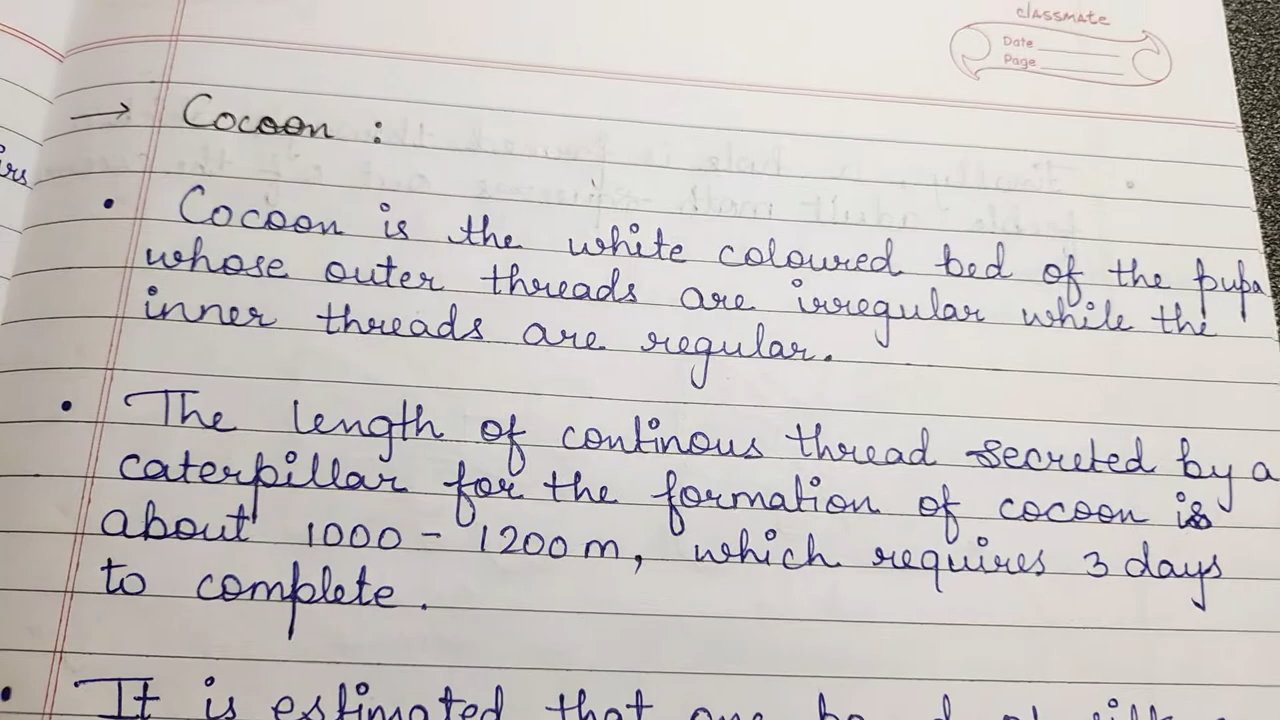 classmate
Date
Page
→ Cocoon :
• Cocoon is the white coloured bed of the pupa
whose outer threads are irregular while the
inner threads are regular.
• The length of continous thread secreted by a
caterpillar for the formation of cocoon is
about 1000 - 1200 m, which requires 3 days
to complete.
• It is estimated that one